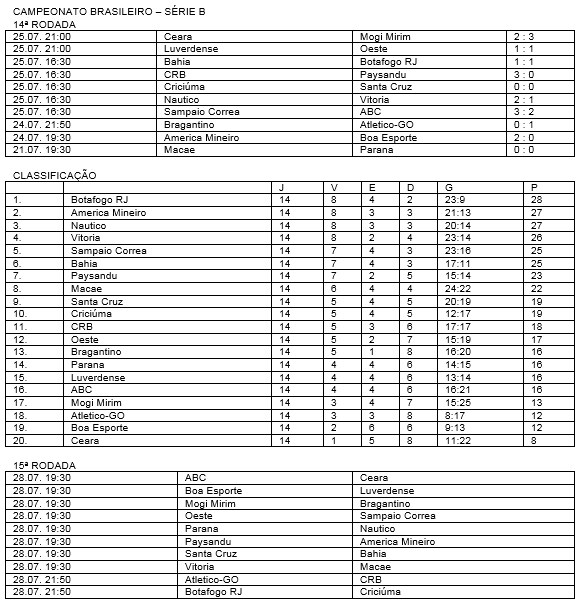 CAMPEONATO BRASILEIRO – SÉRIE B
14ª RODADA
25.07. 21:00 Ceara Mogi Mirim 2 : 3
25.07. 21:00 Luverdense Oeste 1 : 1
25.07. 16:30 Bahia Botafogo RJ 1 : 1
25.07. 16:30 CRB Paysandu 3 : 0
25.07. 16:30 Criciúma Santa Cruz 0 : 0
25.07. 16:30 Nautico Vitoria 2 : 1
25.07. 16:30 Sampaio Correa ABC 3 : 2
24.07. 21:50 Bragantino Atletico-GO 0 : 1
24.07. 19:30 America Mineiro Boa Esporte 2 : 0
21.07. 19:30 Macae Parana 0 : 0
CLASSIFICAÇÃO
J V E D G P
1. Botafogo RJ 14 8 4 2 23:9 28
2. America Mineiro 14 8 3 3 21:13 27
3. Nautico 14 8 3 3 20:14 27
4. Vitoria 14 8 2 4 23:14 26
5. Sampaio Correa 14 7 4 3 23:16 25
6. Bahia 14 7 4 3 17:11 25
7. Paysandu 14 7 2 5 15:14 23
8. Macae 14 6 4 4 24:22 22
9. Santa Cruz 14 5 4 5 20:19 19
10. Criciúma 14 5 4 5 12:17 19
11. CRB 14 5 3 6 17:17 18
12. Oeste 14 5 2 7 15:19 17
13. Bragantino 14 5 1 8 16:20 16
14. Parana 14 4 4 6 14:15 16
15. Luverdense 14 4 4 6 13:14 16
16. ABC 14 4 4 6 16:21 16
17. Mogi Mirim 14 3 4 7 15:25 13
18. Atletico-GO 14 3 3 8 8:17 12
19. Boa Esporte 14 2 6 6 9:13 12
20. Ceara 14 1 5 8 11:22 8
15ª RODADA
28.07. 19:30 ABC Ceara
28.07. 19:30 Boa Esporte Luverdense
28.07. 19:30 Mogi Mirim Bragantino
28.07. 19:30 Oeste Sampaio Correa
28.07. 19:30 Parana Nautico
28.07. 19:30 Paysandu America Mineiro
28.07. 19:30 Santa Cruz Bahia
28.07. 19:30 Vitoria Macae
28.07. 21:50 Atletico-GO CRB
28.07. 21:50 Botafogo RJ Criciúma